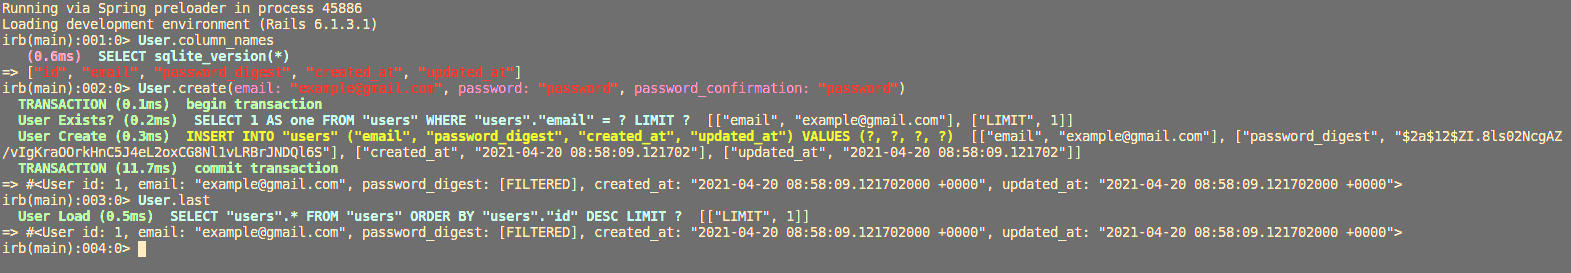 Running via Spring preloader in process 45886
Loading development environment (Rails 6.1.3.1)
irb(main):001:0> User.column_names
   (0.6ms)  SELECT sqlite_version(*)
=> ["id", "email", "password_digest", "created_at", "updated_at"]
irb(main):002:0> User.create(email: "example@gmail.com", password: "password", password_confirmation: "password")
  TRANSACTION (0.1ms)  begin transaction
  User Exists? (0.2ms)  SELECT 1 AS one FROM "users" WHERE "users"."email" = ? LIMIT ?  [["email", "example@gmail.com"], ["LIMIT", 1]]
  User Create (0.3ms)  INSERT INTO "users" ("email", "password_digest", "created_at", "updated_at") VALUES (?, ?, ?, ?)  [["email", "example@gmail.com"], ["password_digest", "$2a$12$ZI.8ls02NcgAZ
/vIgKraOOrkHnC5J4eL2oxCG8Nl1vLRBrJNDQl6S"], ["created_at", "2021-04-20 08:58:09.121702"], ["updated_at", "2021-04-20 08:58:09.121702"]]
  TRANSACTION (11.7ms)  commit transaction
=> #<User id: 1, email: "example@gmail.com", password_digest: [FILTERED], created_at: "2021-04-20 08:58:09.121702000 +0000", updated_at: "2021-04-20 08:58:09.121702000 +0000">
irb(main):003:0> User.last
  User Load (0.5ms)  SELECT "users".* FROM "users" ORDER BY "users"."id" DESC LIMIT ?  [["LIMIT", 1]]
=> #<User id: 1, email: "example@gmail.com", password_digest: [FILTERED], created_at: "2021-04-20 08:58:09.121702000 +0000", updated_at: "2021-04-20 08:58:09.121702000 +0000">
irb(main):004:0>